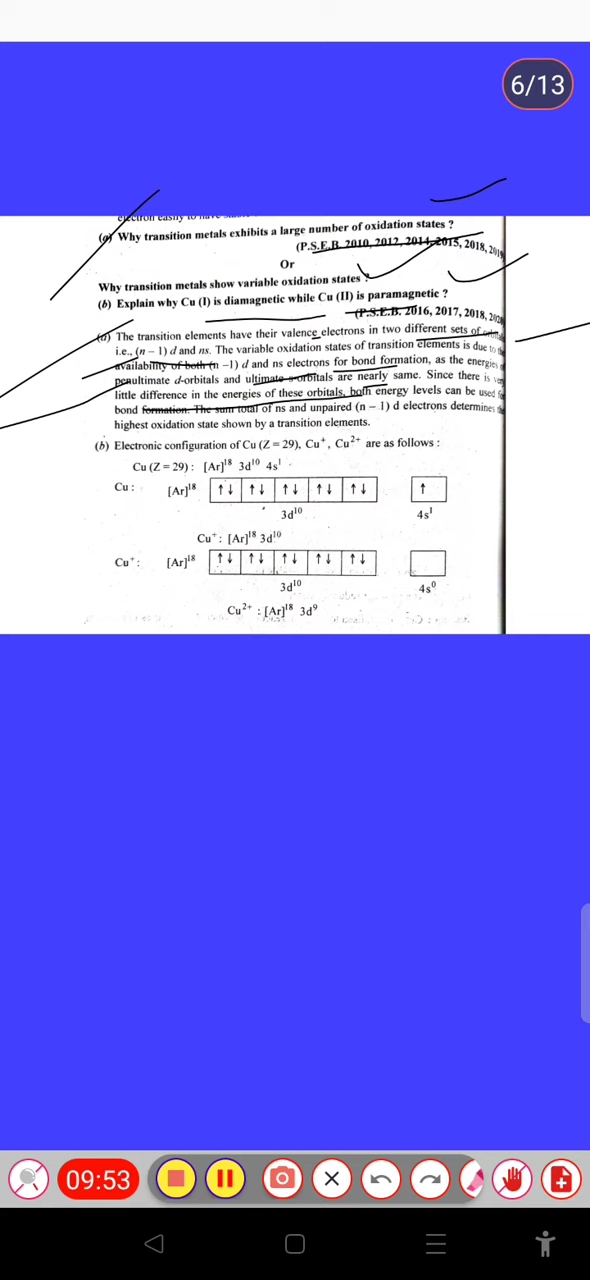 6/13
electron easily to have
(a) Why transition metals exhibits a large number of oxidation states ?
(P.S.E.B. 2010, 2012, 2014, 2015, 2018, 2019
Or
Why transition metals show variable oxidation states ?
(b) Explain why Cu (I) is diamagnetic while Cu (II) is paramagnetic ?
(P.S.E.B. 2016, 2017, 2018, 2020
(a) The transition elements have their valence electrons in two different sets of
i.e., (n – 1) d and ns. The variable oxidation states of transition elements is due to the
availability of both (n –1) d and ns electrons for bond formation, as the energies of
penultimate d-orbitals and ultimate s-orbitals are nearly same. Since there is very
little difference in the energies of these orbitals, both energy levels can be used for
bond formation. The sum total of ns and unpaired (n – 1) d electrons determines the
highest oxidation state shown by a transition elements.
(b) Electronic configuration of Cu (Z = 29), Cu⁺, Cu²⁺ are as follows :
Cu (Z = 29) : [Ar]¹⁸ 3d¹⁰ 4s¹
Cu : [Ar]¹⁸ ↑↓ ↑↓ ↑↓ ↑↓ ↑↓ ↑
3d¹⁰ 4s¹
Cu⁺ : [Ar]¹⁸ 3d¹⁰
Cu⁺ : [Ar]¹⁸ ↑↓ ↑↓ ↑↓ ↑↓ ↑↓
3d¹⁰ 4s⁰
Cu²⁺ : [Ar]¹⁸ 3d⁹
09:53